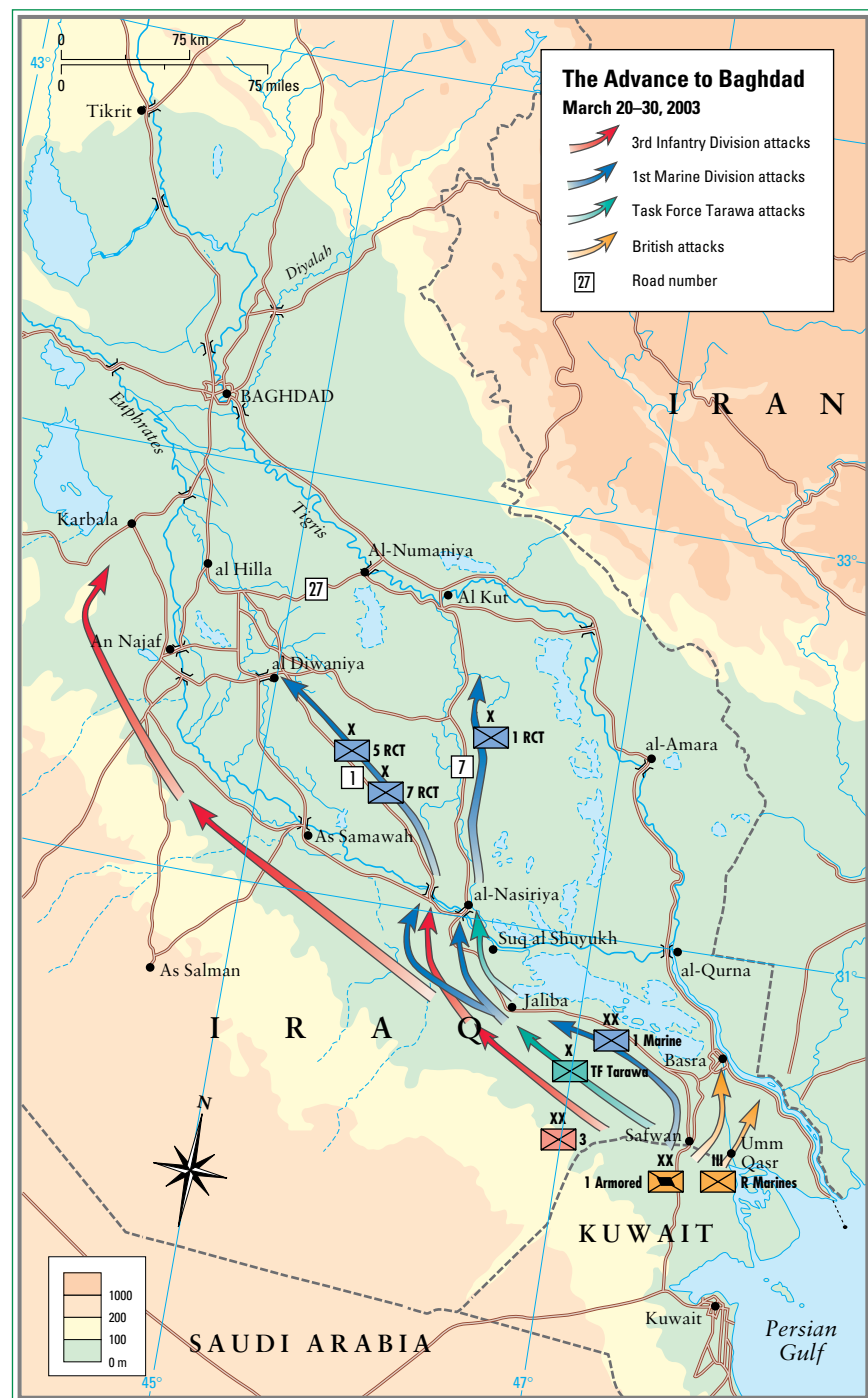 0 75 km
0 75 miles
43°
The Advance to Baghdad
March 20–30, 2003
3rd Infantry Division attacks
1st Marine Division attacks
Task Force Tarawa attacks
British attacks
27 Road number
Tikrit
Diyalah
BAGHDAD
Euphrates
I R A N
Tigris
Karbala
al Hilla
Al-Numaniya
33°
27
Al Kut
An Najaf
al Diwaniya
X
5 RCT
X
1 RCT
1
X
7 RCT
7
al-Amara
As Samawah
al-Nasiriya
Suq al Shuyukh
al-Qurna
As Salman
31°
Jaliba
I R A Q
XX
1 Marine
X
TF Tarawa
Basra
N
XX
3
Safwan
Umm
Qasr
XX
1 Armored
III
R Marines
KUWAIT
1000
200
100
0 m
Kuwait
Persian
Gulf
SAUDI ARABIA
45°
47°